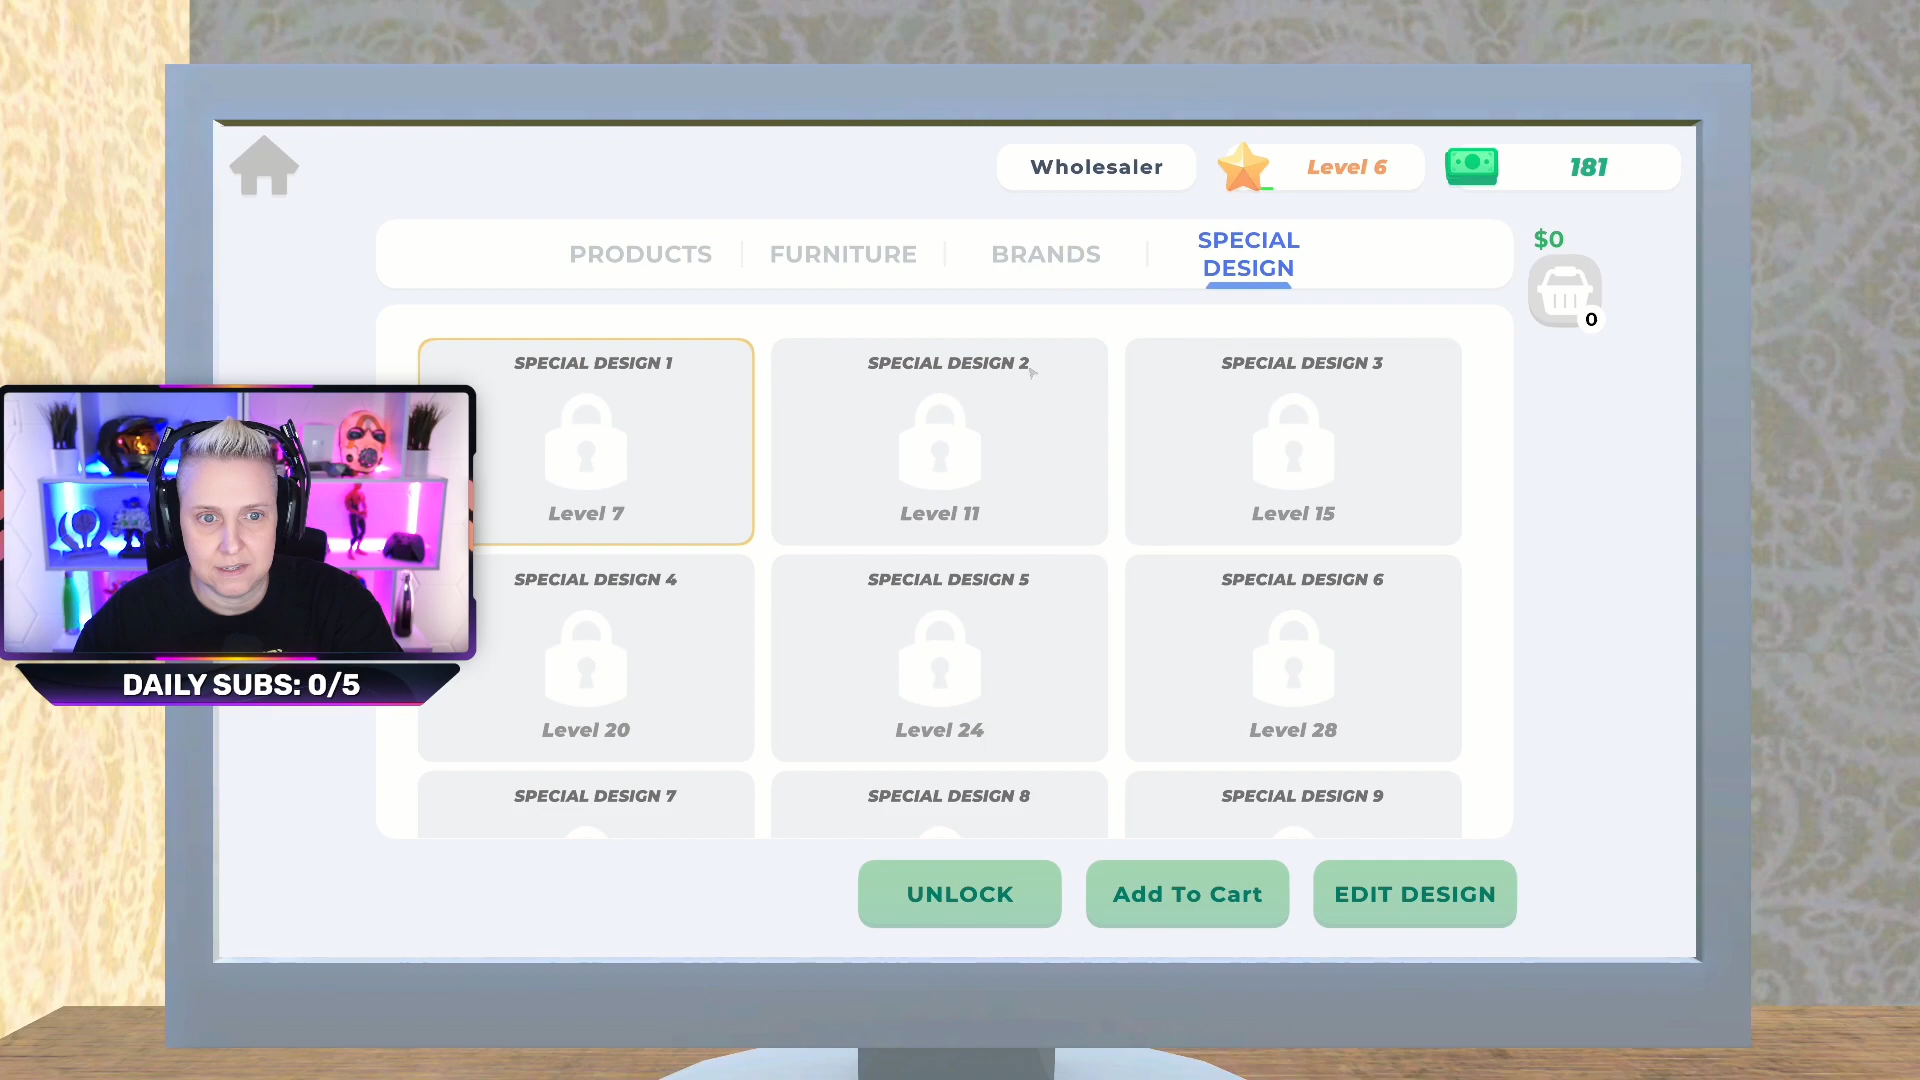 Wholesaler
Level 6
181
PRODUCTS
FURNITURE
BRANDS
SPECIAL
DESIGN
$0
0
SPECIAL DESIGN 1
SPECIAL DESIGN 2
SPECIAL DESIGN 3
Level 7
Level 11
Level 15
SPECIAL DESIGN 4
SPECIAL DESIGN 5
SPECIAL DESIGN 6
DAILY SUBS: 0/5
Level 20
Level 24
Level 28
SPECIAL DESIGN 7
SPECIAL DESIGN 8
SPECIAL DESIGN 9
UNLOCK
Add To Cart
EDIT DESIGN